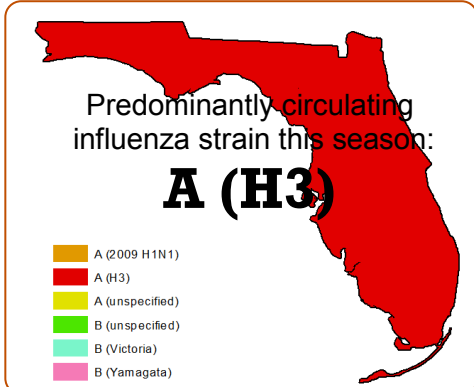 Predominantly circulating
influenza strain this season:
A (H3)
A (2009 H1N1)
A (H3)
A (unspecified)
B (unspecified)
B (Victoria)
B (Yamagata)